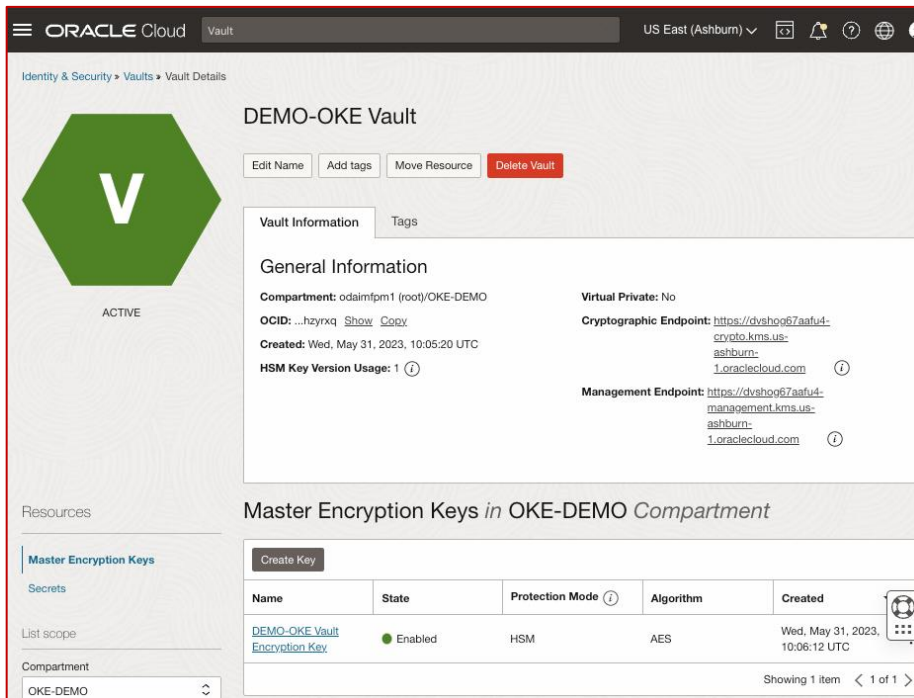 ORACLE Cloud
Vault
US East (Ashburn)
Identity & Security » Vaults » Vault Details
V
ACTIVE
DEMO-OKE Vault
Edit Name
Add tags
Move Resource
Delete Vault
Vault Information
Tags
General Information
Compartment: odaimfpm1 (root)/OKE-DEMO
OCID: ...hzyrxq Show Copy
Created: Wed, May 31, 2023, 10:05:20 UTC
HSM Key Version Usage: 1
Virtual Private: No
Cryptographic Endpoint: https://dvshog67aafu4-
crypto.kms.us-
ashburn-
1.oraclecloud.com
Management Endpoint: https://dvshog67aafu4-
management.kms.us-
ashburn-
1.oraclecloud.com
Resources
Master Encryption Keys
Secrets
List scope
Compartment
OKE-DEMO
Master Encryption Keys in OKE-DEMO Compartment
Create Key
Name State Protection Mode Algorithm Created
DEMO-OKE Vault
Encryption Key
Enabled
HSM
AES
Wed, May 31, 2023,
10:06:12 UTC
Showing 1 item < 1 of 1 >